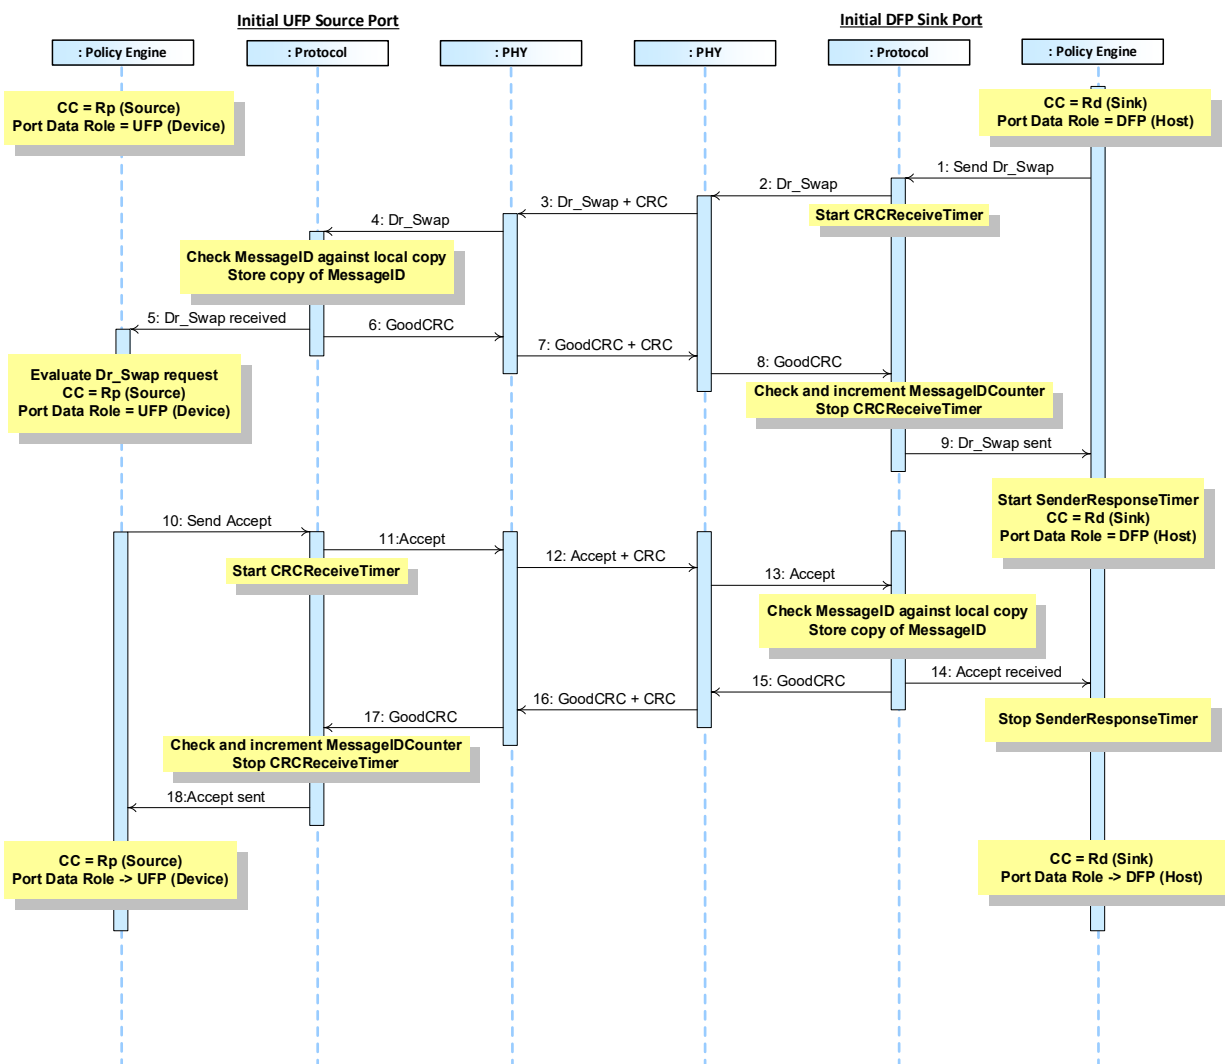 Initial UFP Source Port
Initial DFP Sink Port
: Policy Engine
: Protocol
: PHY
: PHY
: Protocol
: Policy Engine
CC = Rp (Source)
Port Data Role = UFP (Device)
CC = Rd (Sink)
Port Data Role = DFP (Host)
1: Send Dr_Swap
2: Dr_Swap
Start CRCReceiveTimer
3: Dr_Swap + CRC
4: Dr_Swap
Check MessageID against local copy
Store copy of MessageID
5: Dr_Swap received
6: GoodCRC
7: GoodCRC + CRC
8: GoodCRC
Evaluate Dr_Swap request
CC = Rp (Source)
Port Data Role = UFP (Device)
Check and increment MessageIDCounter
Stop CRCReceiveTimer
9: Dr_Swap sent
Start SenderResponseTimer
CC = Rd (Sink)
Port Data Role = DFP (Host)
10: Send Accept
11:Accept
Start CRCReceiveTimer
12: Accept + CRC
13: Accept
Check MessageID against local copy
Store copy of MessageID
14: Accept received
15: GoodCRC
16: GoodCRC + CRC
17: GoodCRC
Stop SenderResponseTimer
Check and increment MessageIDCounter
Stop CRCReceiveTimer
18:Accept sent
CC = Rp (Source)
Port Data Role -> UFP (Device)
CC = Rd (Sink)
Port Data Role -> DFP (Host)